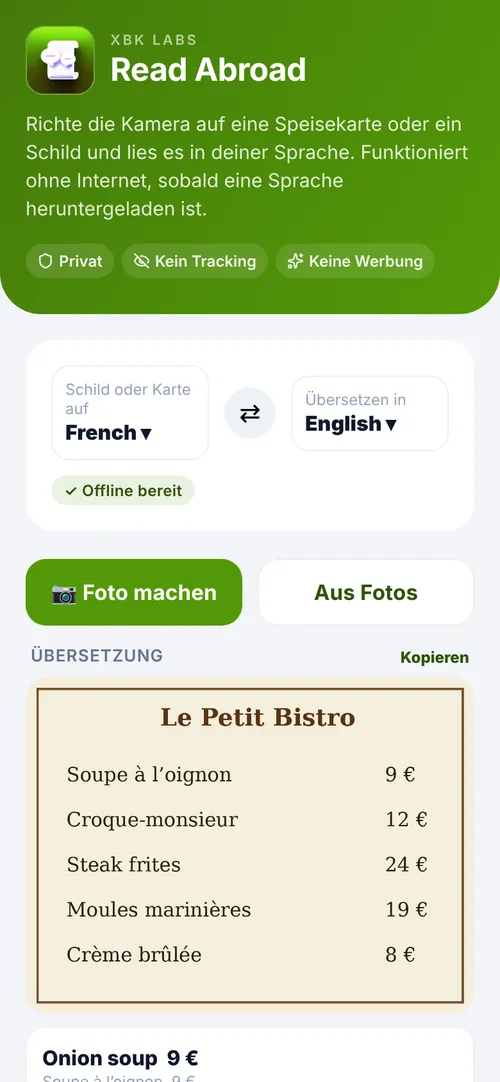 XBK LABS
Read Abroad
Richte die Kamera auf eine Speisekarte oder ein
Schild und lies es in deiner Sprache. Funktioniert
ohne Internet, sobald eine Sprache
heruntergeladen ist.
Privat
Kein Tracking
Keine Werbung
Schild oder Karte
auf
French ▾
⇄
Übersetzen in
English ▾
✓ Offline bereit
📷 Foto machen
Aus Fotos
ÜBERSETZUNG
Kopieren
Le Petit Bistro
Soupe à l’oignon 9 €
Croque-monsieur 12 €
Steak frites 24 €
Moules marinières 19 €
Crème brûlée 8 €
Onion soup 9 €
Soupe à l’oignon 9 €